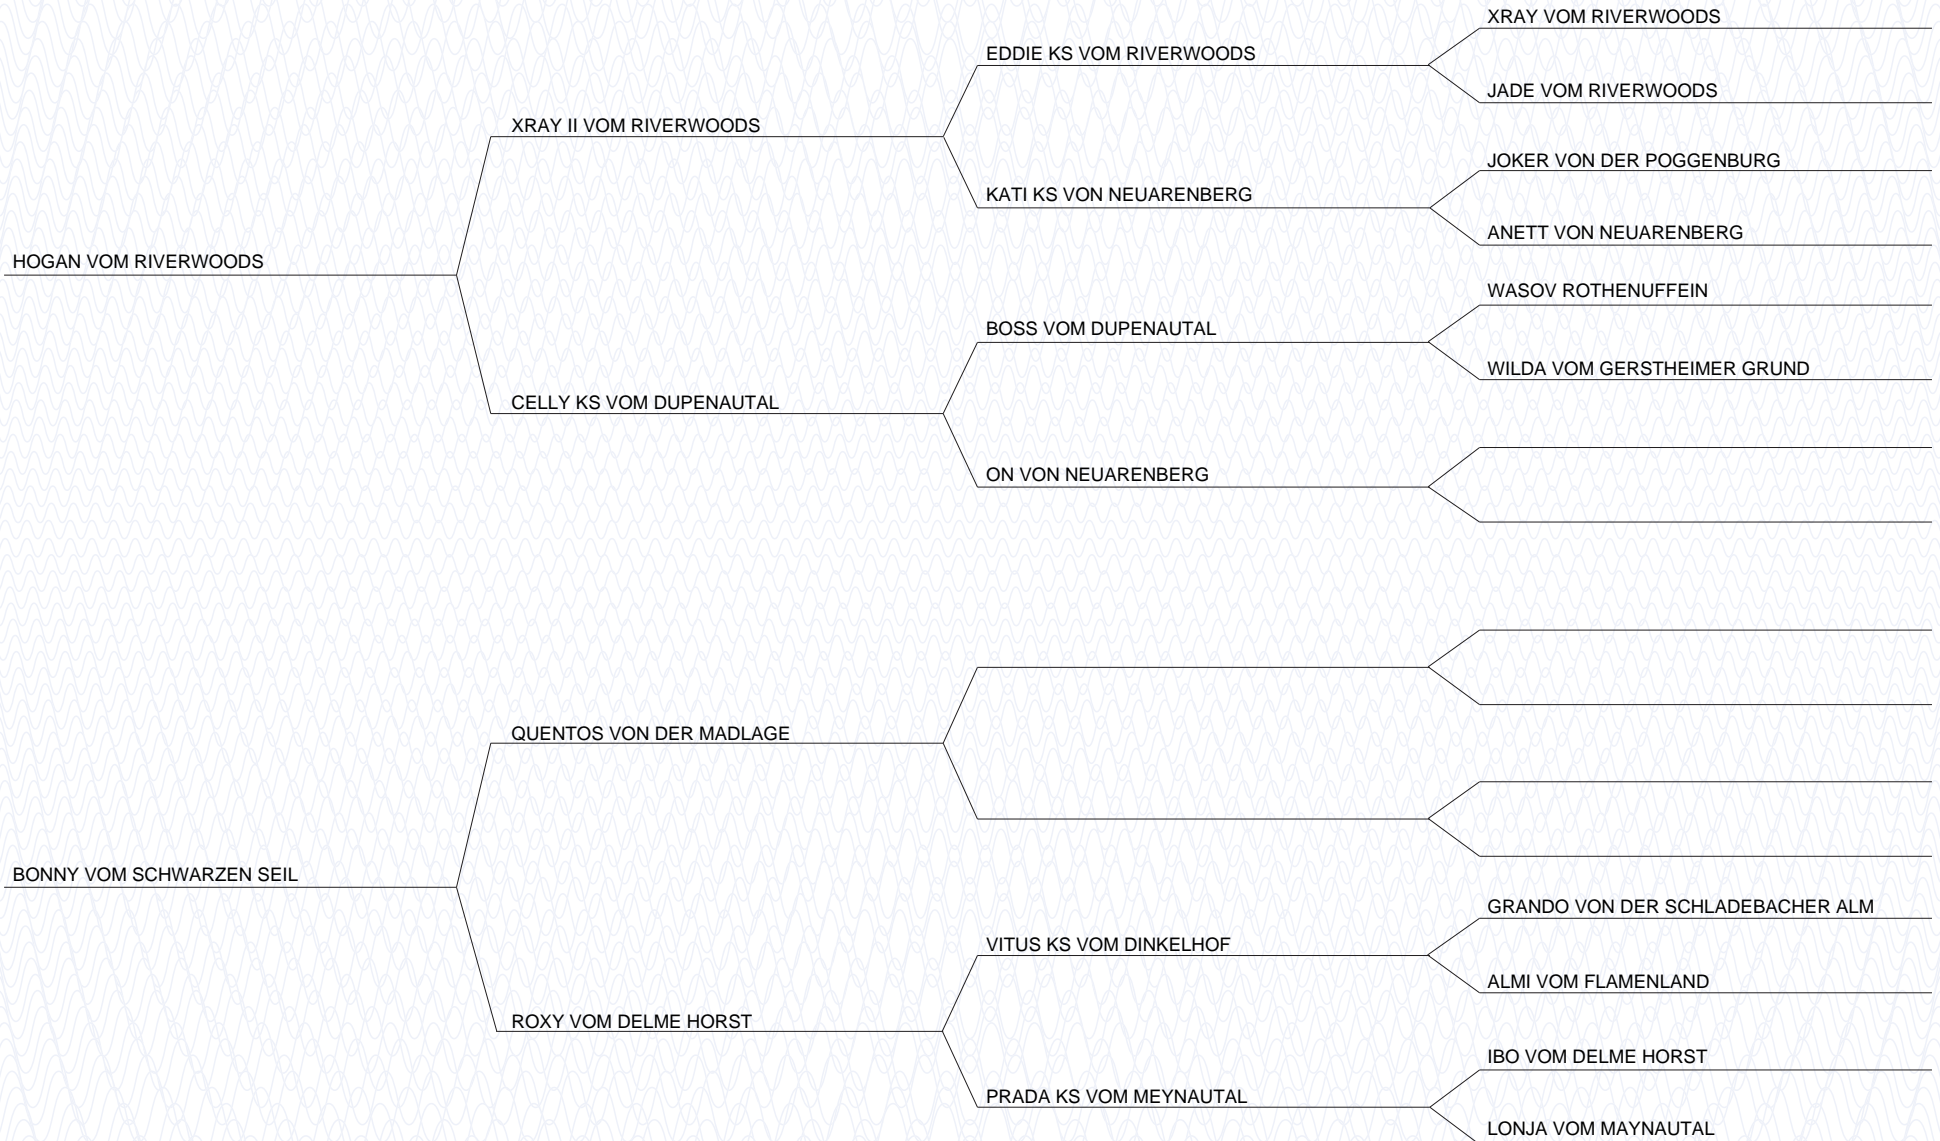 XRAY VOM RIVERWOODS
EDDIE KS VOM RIVERWOODS
JADE VOM RIVERWOODS
XRAY II VOM RIVERWOODS
JOKER VON DER POGGENBURG
KATI KS VON NEUARENBERG
ANETT VON NEUARENBERG
HOGAN VOM RIVERWOODS
WASOV ROTHENUFFEIN
BOSS VOM DUPENAUTAL
WILDA VOM GERSTHEIMER GRUND
CELLY KS VOM DUPENAUTAL
ON VON NEUARENBERG
QUENTOS VON DER MADLAGE
BONNY VOM SCHWARZEN SEIL
GRANDO VON DER SCHLADEBACHER ALM
VITUS KS VOM DINKELHOF
ALMI VOM FLAMENLAND
ROXY VOM DELME HORST
IBO VOM DELME HORST
PRADA KS VOM MEYNAUTAL
LONJA VOM MAYNAUTAL